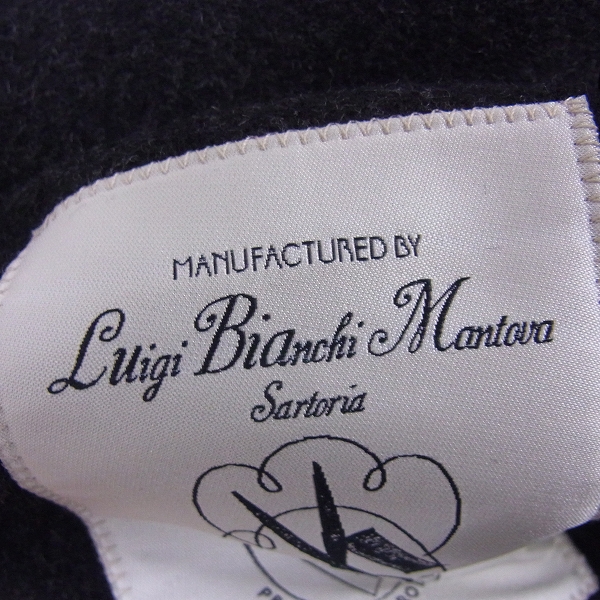 MANUFACTURED BY
Luigi Bianchi Mantova
Sartoria